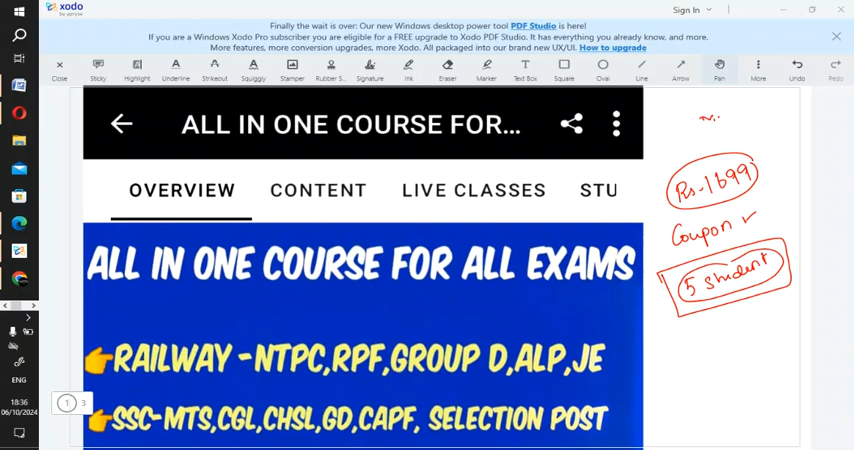 xodo
by apryse
Sign In
Finally the wait is over: Our new Windows desktop power tool PDF Studio is here!
If you are a Windows Xodo Pro subscriber you are eligible for a FREE upgrade to Xodo PDF Studio. It has everything you already know, and more.
More features, more conversion upgrades, more Xodo. All packaged into our brand new UX/UI. How to upgrade
Close Sticky Highlight Underline Strikeout Squiggly Stamper Rubber S... Signature Ink Eraser Marker Text Box Square Oval Line Arrow Pan More Undo Redo
ALL IN ONE COURSE FOR...
OVERVIEW CONTENT LIVE CLASSES STU
ALL IN ONE COURSE FOR ALL EXAMS
👉RAILWAY -NTPC,RPF,GROUP D,ALP,JE
👉SSC-MTS,CGL,CHSL,GD,CAPF, SELECTION POST
Rs-1699
Coupon
5 Student
ENG
18:36
06/10/2024
1 3